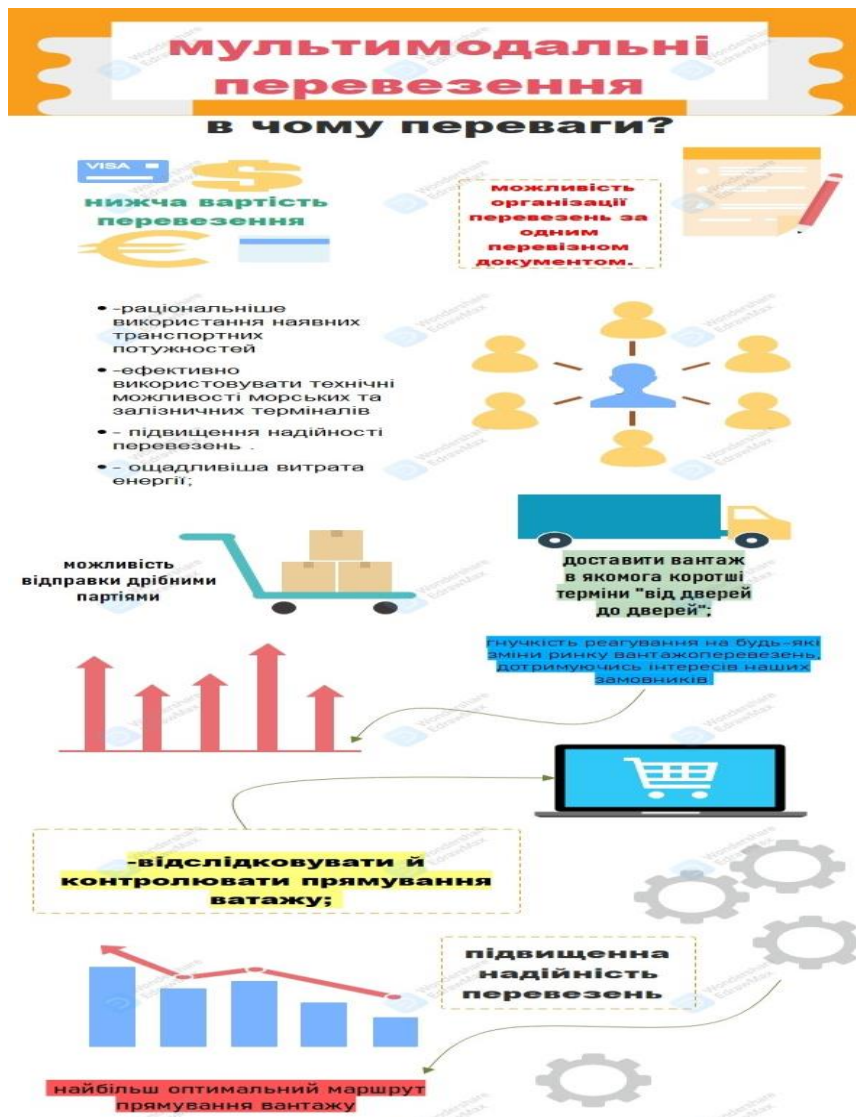 мультимодальні
перевезення
в чому переваги?
VISA
нижча вартість
перевезення
можливість
організації
перевезень за
одним
перевізном
документом.
-раціональніше
використання наявних
транспортних
потужностей
-ефективно
використовувати технічні
можливості морських та
залізничних терміналів
- підвищення надійності
перевезень .
- ощадливіша витрата
енергії;
можливість
відправки дрібними
партіями
доставити вантаж
в якомога коротші
терміни "від дверей
до дверей";
гнучкість реагування на будь-які
зміни ринку вантажоперевезень,
дотримуючись інтересів наших
замовників.
-відслідковувати й
контролювати прямування
ватажу;
підвищенна
надійність
перевезень
найбільш оптимальний маршрут
прямування вантажу
Wondershare
EdrawMax